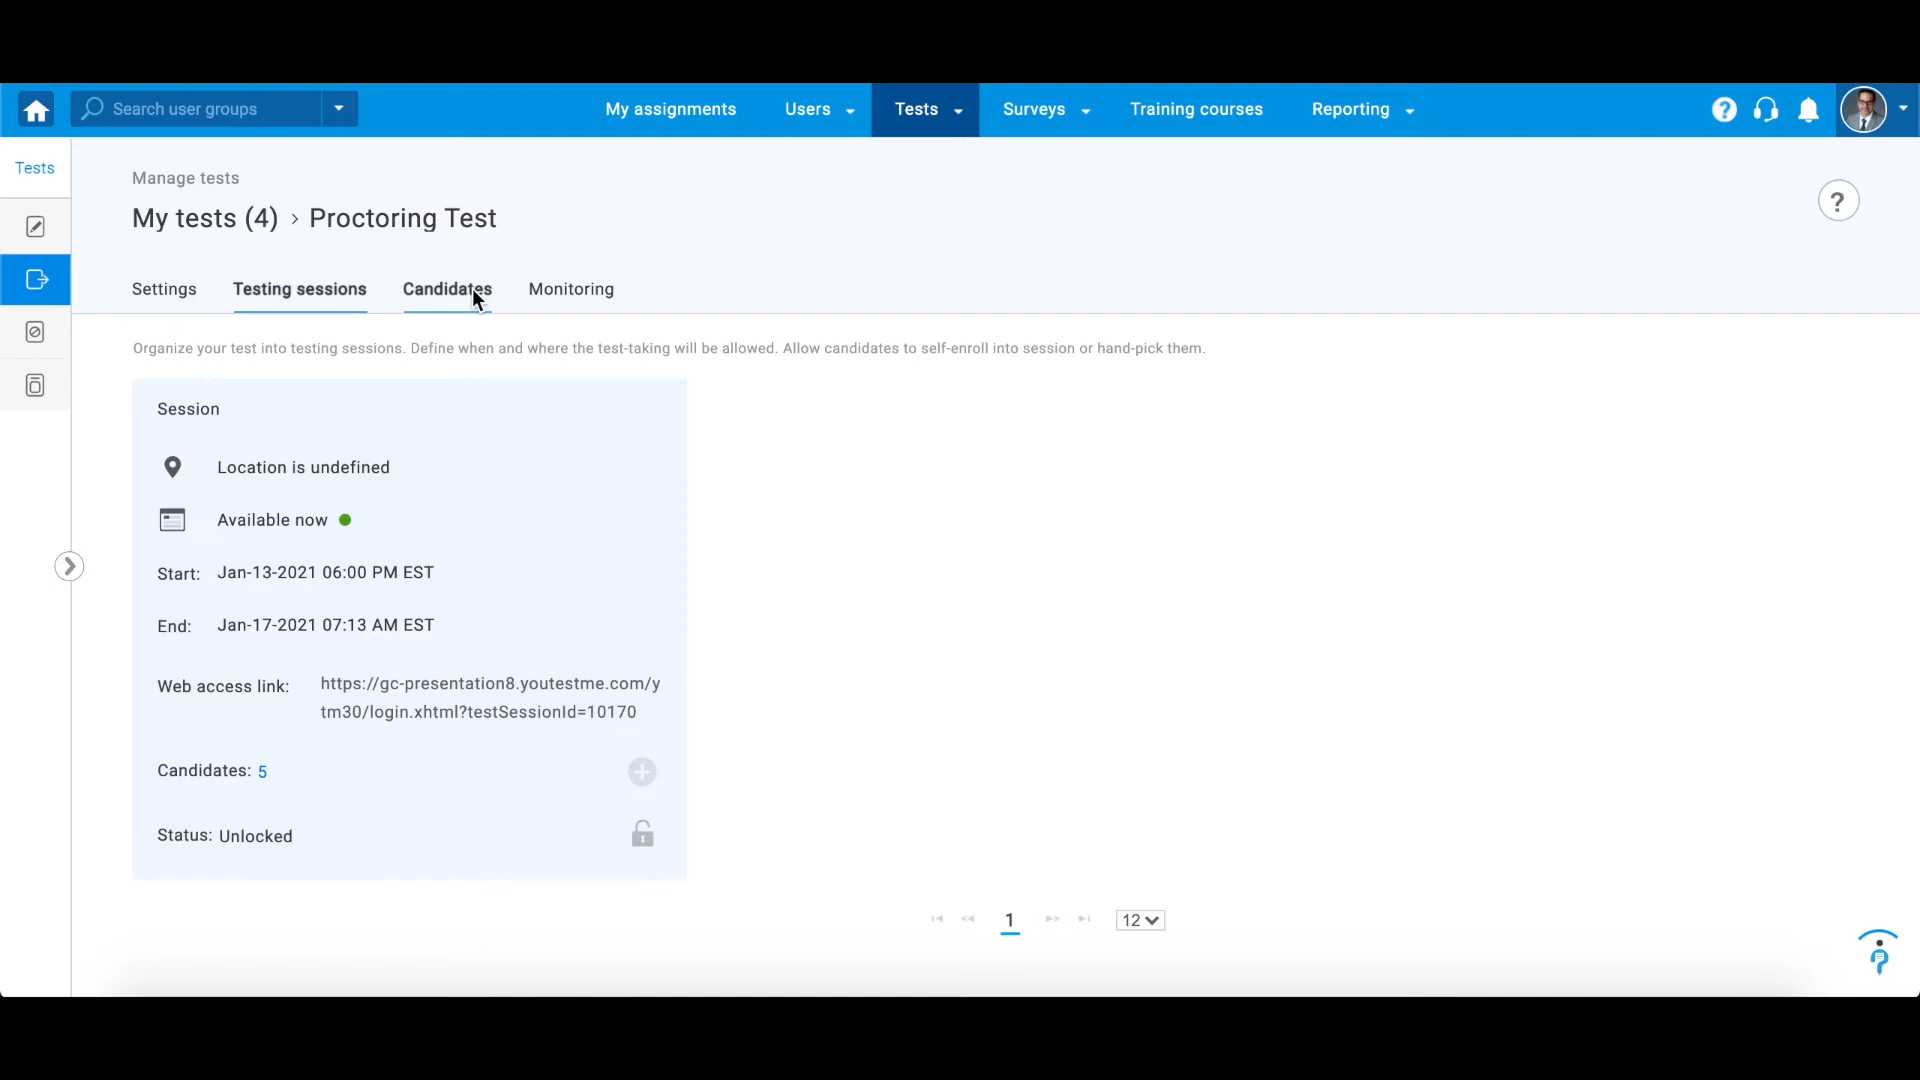 Search user groups
My assignments
Users
Tests
Surveys
Training courses
Reporting
?
Tests
Manage tests
My tests (4) › Proctoring Test
?
Settings
Testing sessions
Candidates
Monitoring
Organize your test into testing sessions. Define when and where the test-taking will be allowed. Allow candidates to self-enroll into session or hand-pick them.
Session
Location is undefined
Available now
Start: Jan-13-2021 06:00 PM EST
End: Jan-17-2021 07:13 AM EST
Web access link: https://gc-presentation8.youtestme.com/y
tm30/login.xhtml?testSessionId=10170
Candidates: 5
Status: Unlocked
1
12